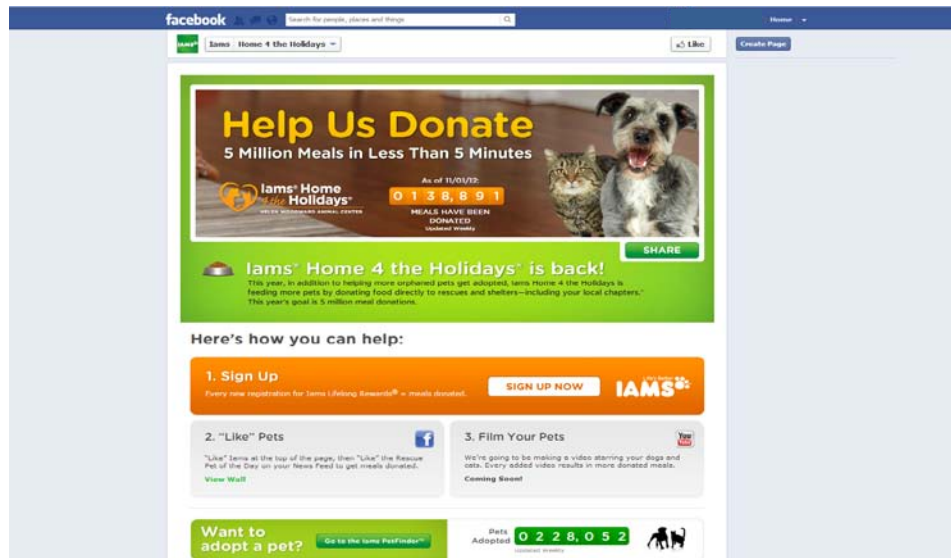 facebook
Search for people, places and things
Home
IAMS Iams Home 4 the Holidays
Like
Create Page
Help Us Donate
5 Million Meals in Less Than 5 Minutes
As of 11/01/12:
Iams® Home
4 the Holidays®
HELEN WOODWARD ANIMAL CENTER
0 1 3 8, 8 9 1
MEALS HAVE BEEN
DONATED
Updated Weekly
SHARE
Iams® Home 4 the Holidays® is back!
This year, in addition to helping more orphaned pets get adopted, Iams Home 4 the Holidays is
feeding more pets by donating food directly to rescues and shelters—including your local chapters.*
This year's goal is 5 million meal donations.
Here's how you can help:
1. Sign Up
Every new registration for Iams Lifelong Rewards® = meals donated.
SIGN UP NOW
IAMS
2. "Like" Pets
"Like" Iams at the top of the page, then "Like" the Rescue
Pet of the Day on your News Feed to get meals donated.
View Wall
3. Film Your Pets
You Tube
We're going to be making a video starring your dogs and
cats. Every added video results in more donated meals.
Coming Soon!
Want to
adopt a pet?
Go to the Iams PetFinder™
Pets
Adopted
0 2 2 8, 0 5 2
Updated Weekly